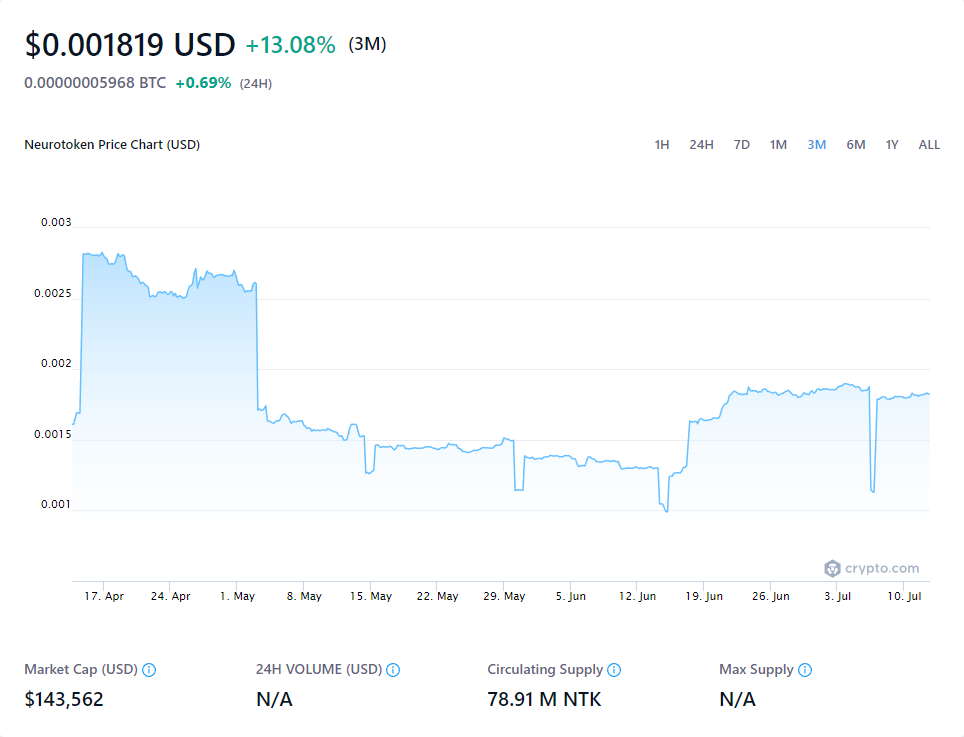 $0.001819 USD +13.08% (3M)
0.00000005968 BTC +0.69% (24H)
Neurotoken Price Chart (USD) 1H 24H 7D 1M 3M 6M 1Y ALL
0.003
0.0025
0.002
0.0015
0.001
crypto.com
17. Apr 24. Apr 1. May 8. May 15. May 22. May 29. May 5. Jun 12. Jun 19. Jun 26. Jun 3. Jul 10. Jul
Market Cap (USD) 24H VOLUME (USD) Circulating Supply Max Supply
$143,562 N/A 78.91 M NTK N/A